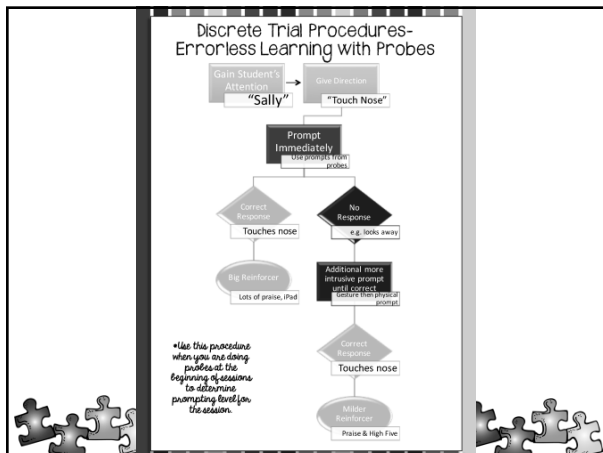 Discrete Trial Procedures-
Errorless Learning with Probes
Gain Student's
Attention
"Sally"
Give Direction
"Touch Nose"
Prompt
Immediately
Use prompts from
probes
Correct
Response
Touches nose
No
Response
e.g. looks away
Big Reinforcer
Lots of praise, iPad
Additional more
intrusive prompt
until correct
Gesture then physical
prompt
Correct
Response
Touches nose
Milder
Reinforcer
Praise & High Five
•Use this procedure
when you are doing
probes at the
beginning of sessions
to determine
prompting level for
the session.